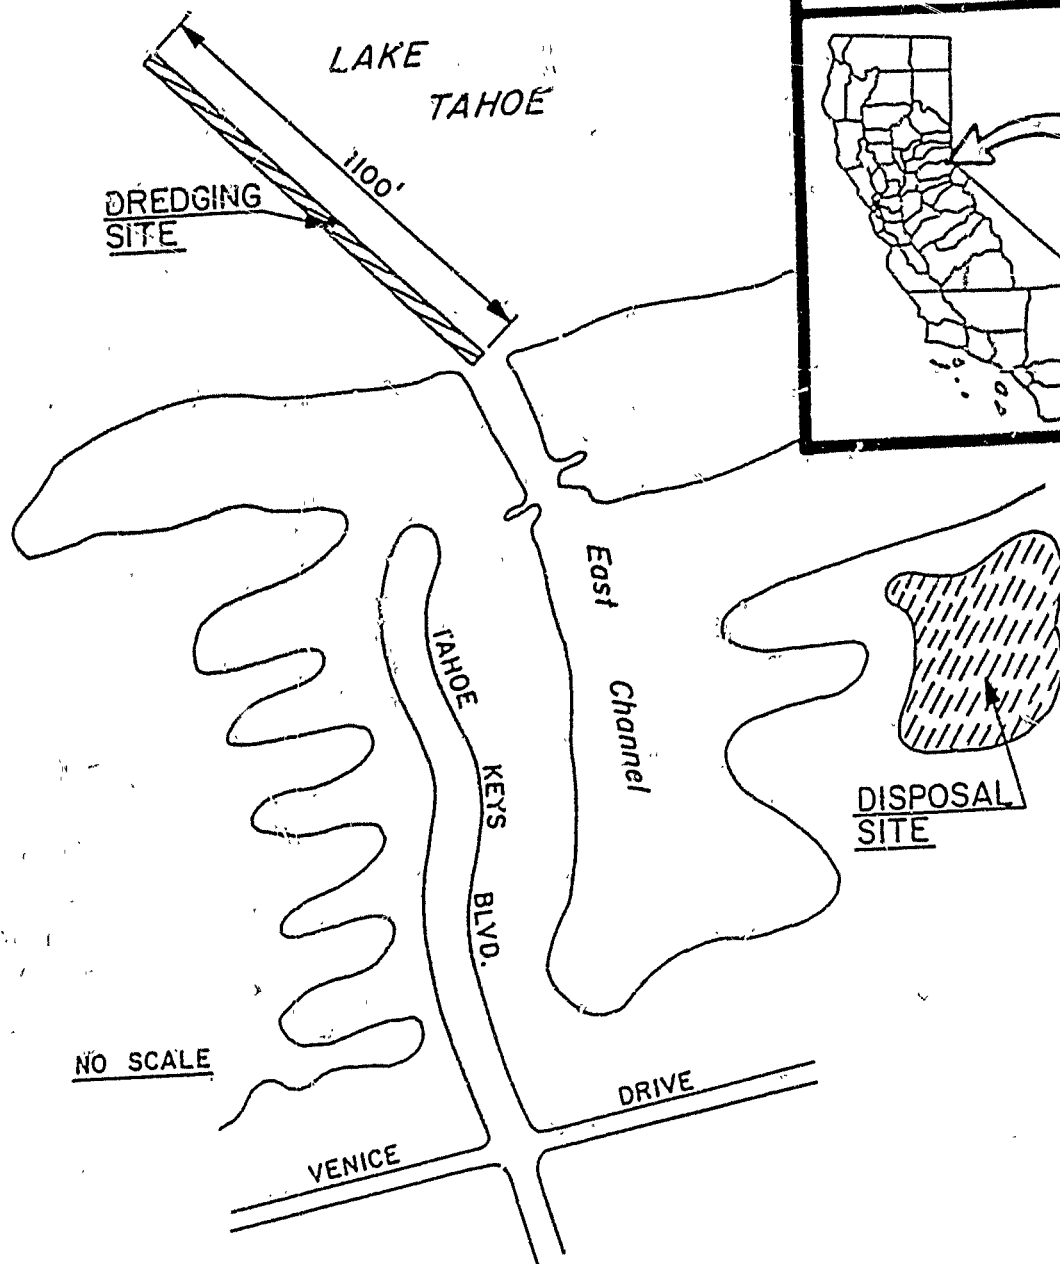 LAKE
TAHOE
1100'
DREDGING
SITE
East
Channel
TAHOE
KEYS
BLVD.
DISPOSAL
SITE
NO SCALE
DRIVE
VENICE